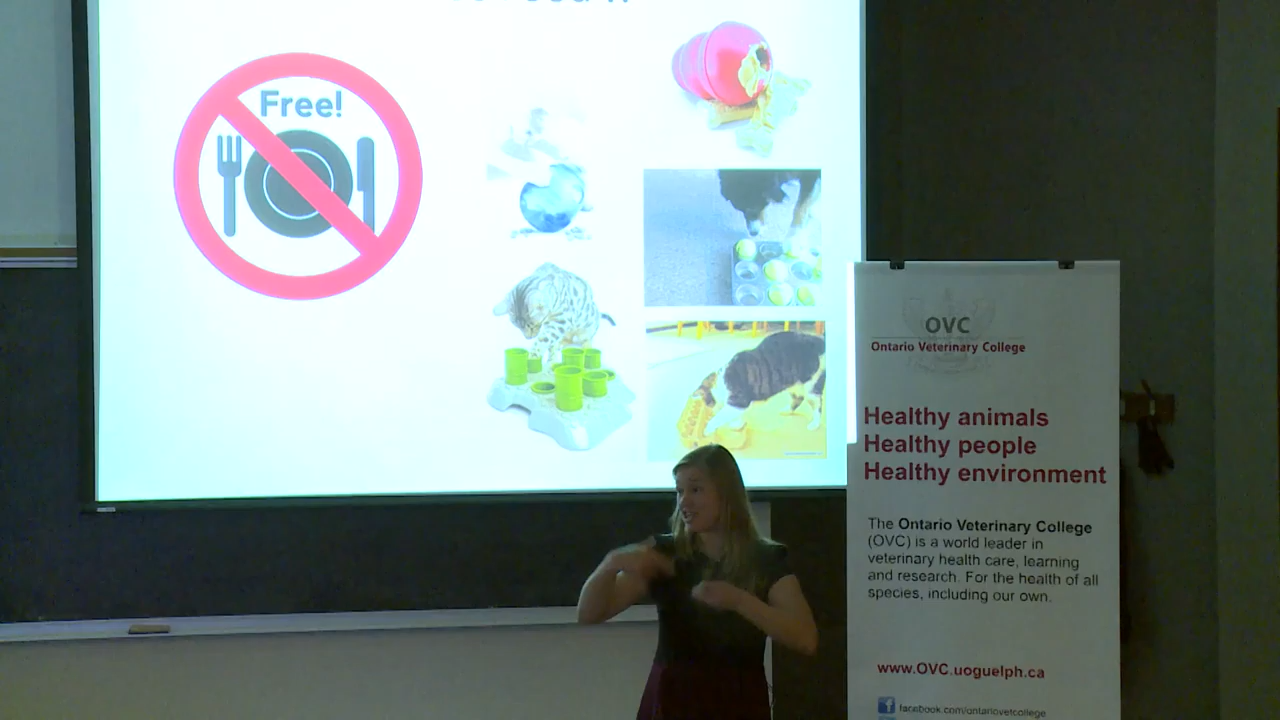 Free!
OVC
Ontario Veterinary College
Healthy animals
Healthy people
Healthy environment
The Ontario Veterinary College
(OVC) is a world leader in
veterinary health care, learning
and research. For the health of all
species, including our own.
www.OVC.uoguelph.ca
facebook.com/ontariovetcollege